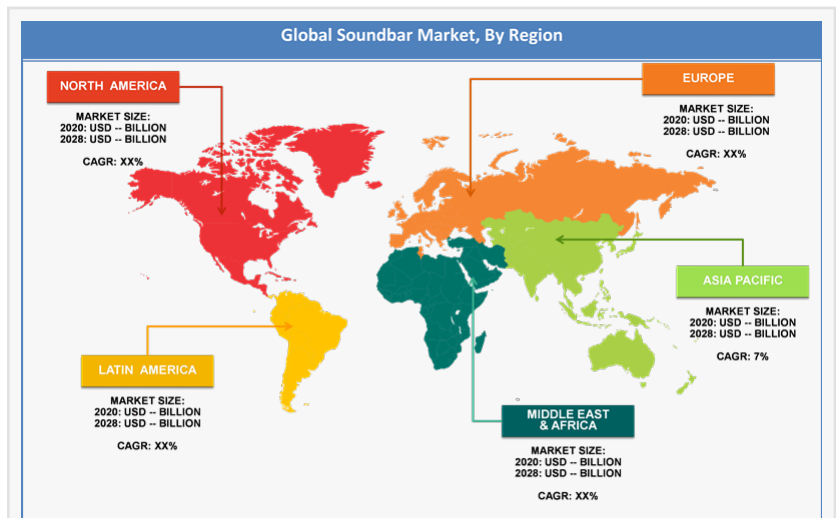 Global Soundbar Market, By Region
NORTH AMERICA
MARKET SIZE:
2020: USD -- BILLION
2028: USD -- BILLION
CAGR: XX%
EUROPE
MARKET SIZE:
2020: USD -- BILLION
2028: USD -- BILLION
CAGR: XX%
ASIA PACIFIC
MARKET SIZE:
2020: USD -- BILLION
2028: USD -- BILLION
CAGR: 7%
LATIN AMERICA
MARKET SIZE:
2020: USD -- BILLION
2028: USD -- BILLION
CAGR: XX%
MIDDLE EAST
& AFRICA
MARKET SIZE:
2020: USD -- BILLION
2028: USD -- BILLION
CAGR: XX%